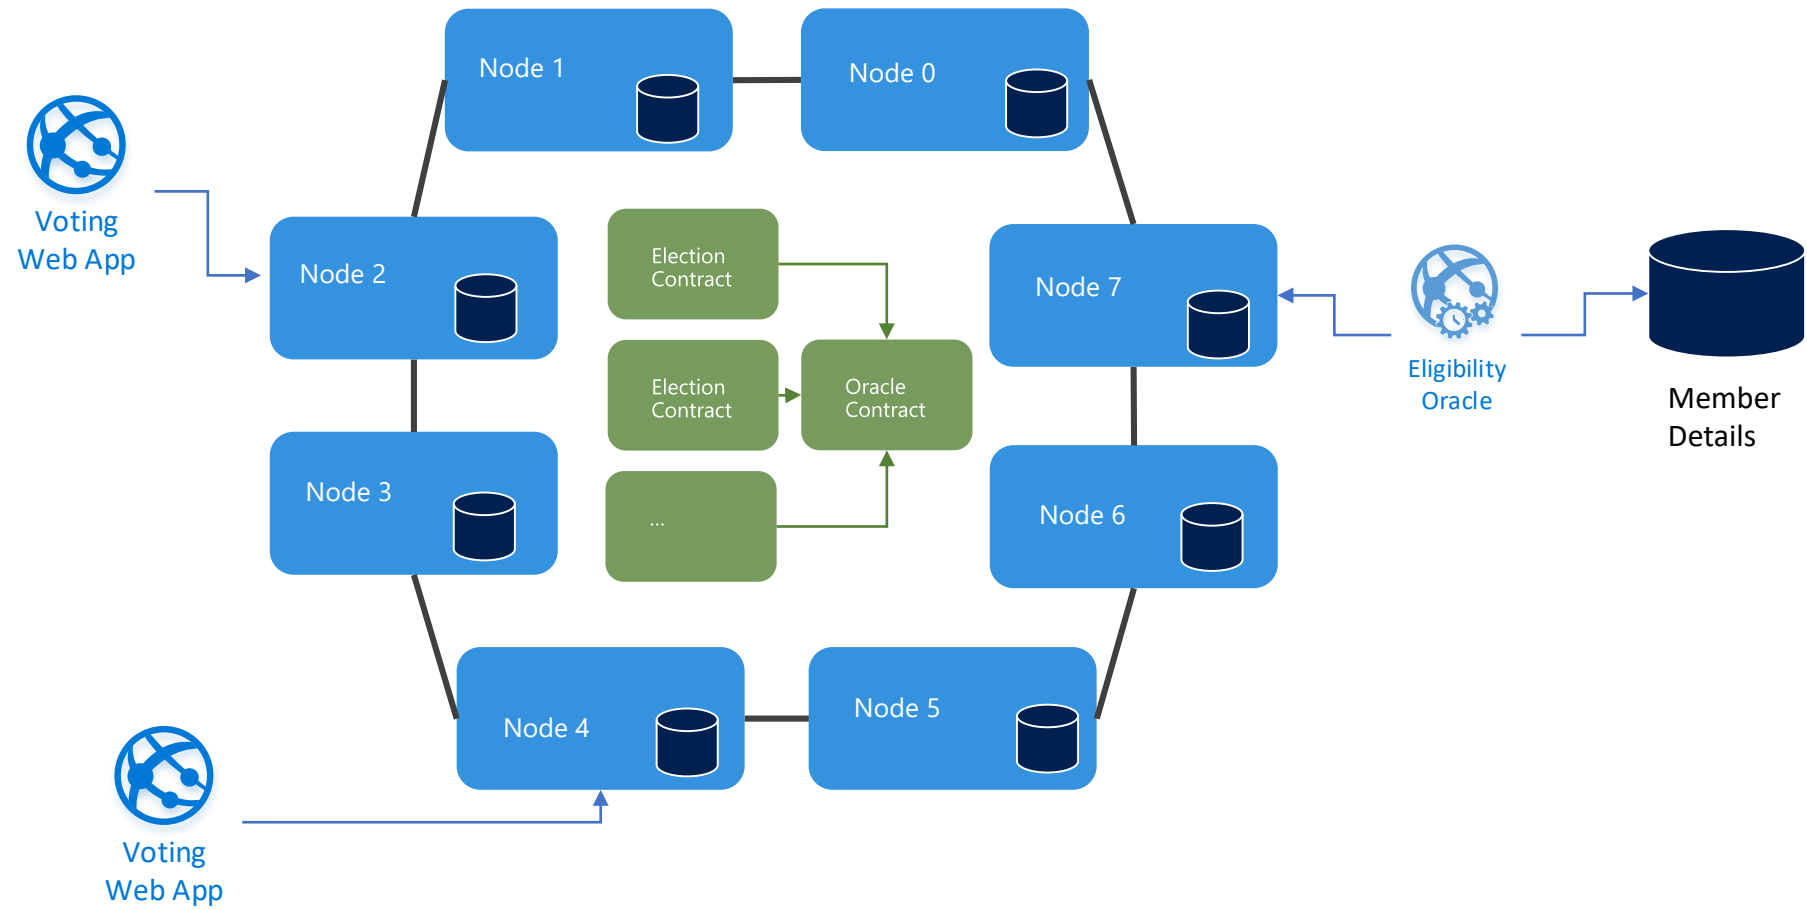 Node 1
Node 0
Voting
Web App
Node 2
Election
Contract
Node 7
Election
Contract
Oracle
Contract
Eligibility
Oracle
Member
Details
Node 3
...
Node 6
Node 4
Node 5
Voting
Web App